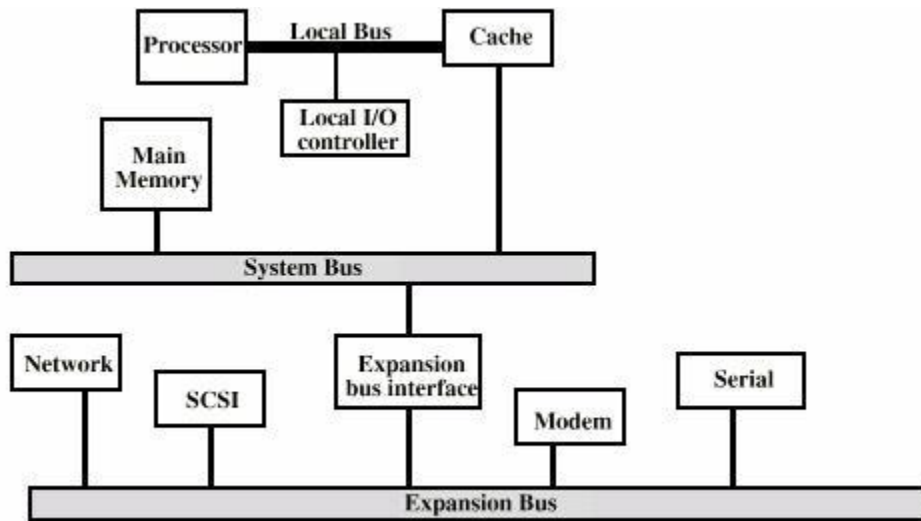 Processor
Local Bus
Cache
Local I/O
controller
Main
Memory
System Bus
Network
SCSI
Expansion
bus interface
Modem
Serial
Expansion Bus